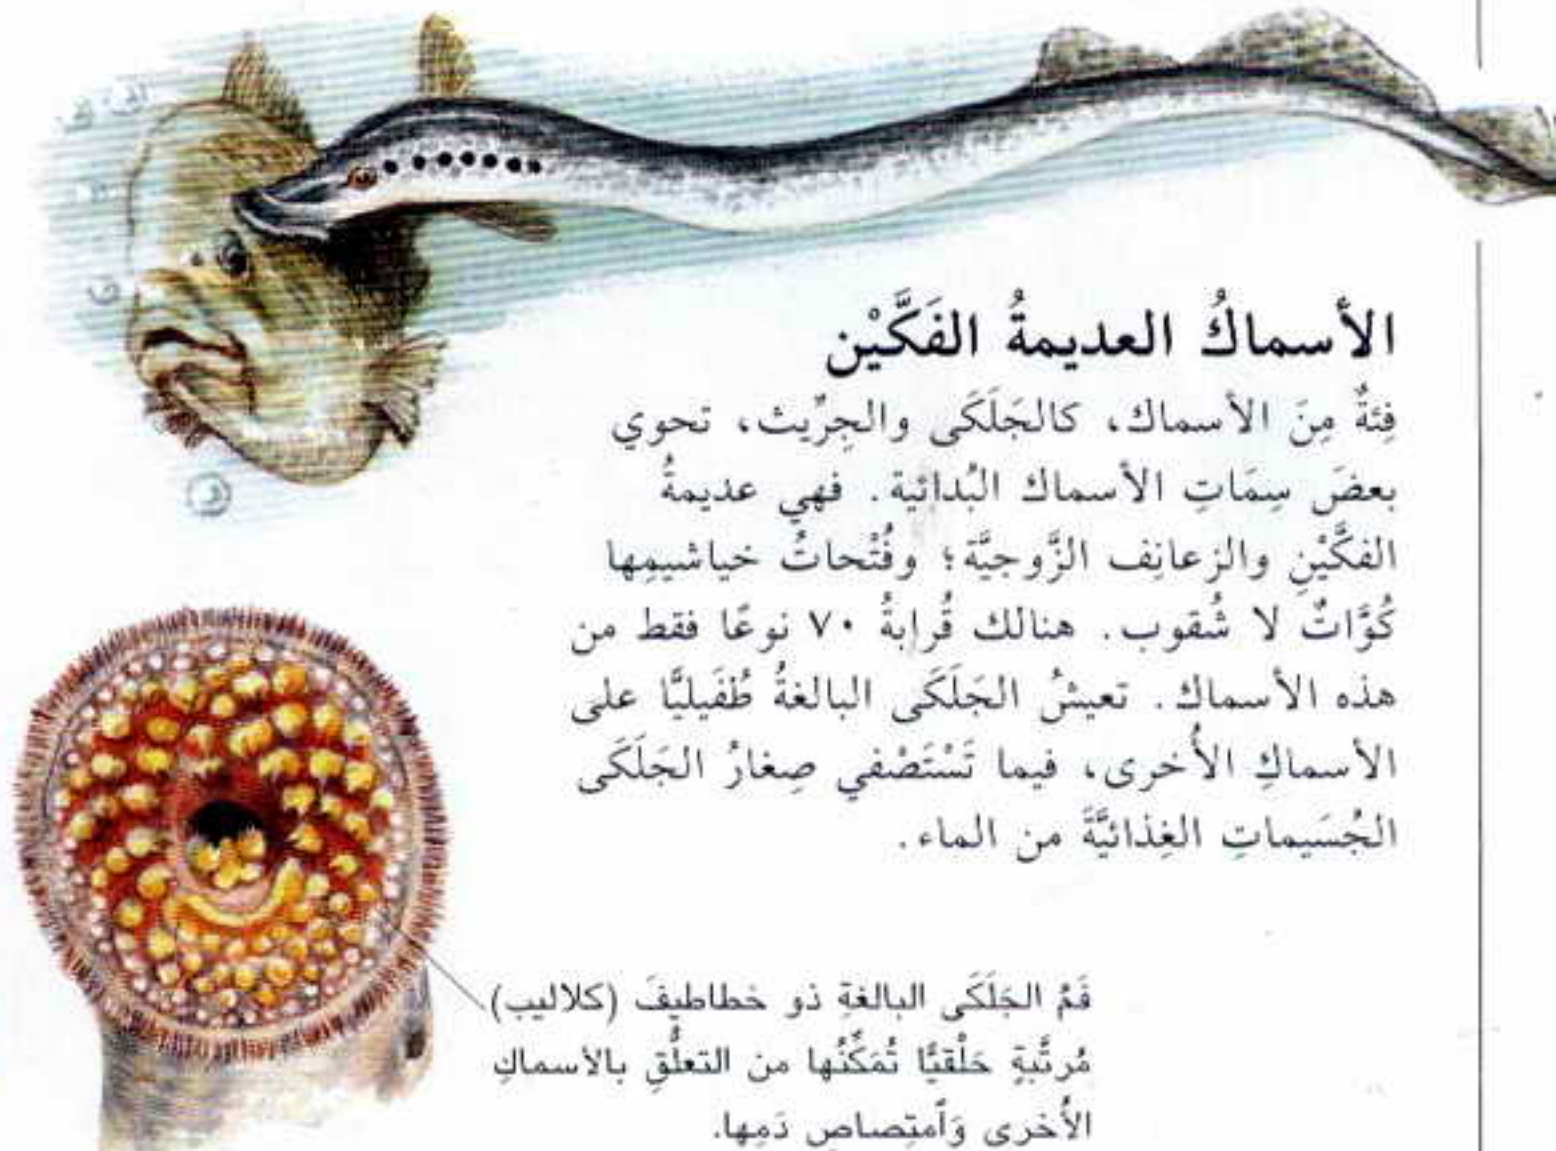 الأسماكُ العديمةُ الفَكَّيْن
فِئةٌ مِنَ الأسماك، كالجَلَكَى والجِرِّيث، تحوي
بعضَ سِمَاتِ الأسماك البُدائية. فهي عديمةُ
الفكَّيْنِ والزعانِف الزَّوجيَّة؛ وفُتْحاتُ خياشيمِها
كُوَّاتٌ لا شُقوب. هنالك قُرابةُ ٧٠ نوعًا فقط من
هذه الأسماك. تعيشُ الجَلَكَى البالغةُ طُفَيليًّا على
الأسماكِ الأُخرى، فيما تَسْتَصْفي صِغارُ الجَلَكَى
الجُسَيماتِ الغِذائيَّةَ من الماء.
فَمُ الجَلَكَى البالغةِ ذو خطاطيفَ (كلاليب)
مُرتَّبةٍ حَلْقيًّا تُمَكِّنُها من التعلُّقِ بالأسماكِ
الأُخرى وَٱمتِصاصِ دَمِها.